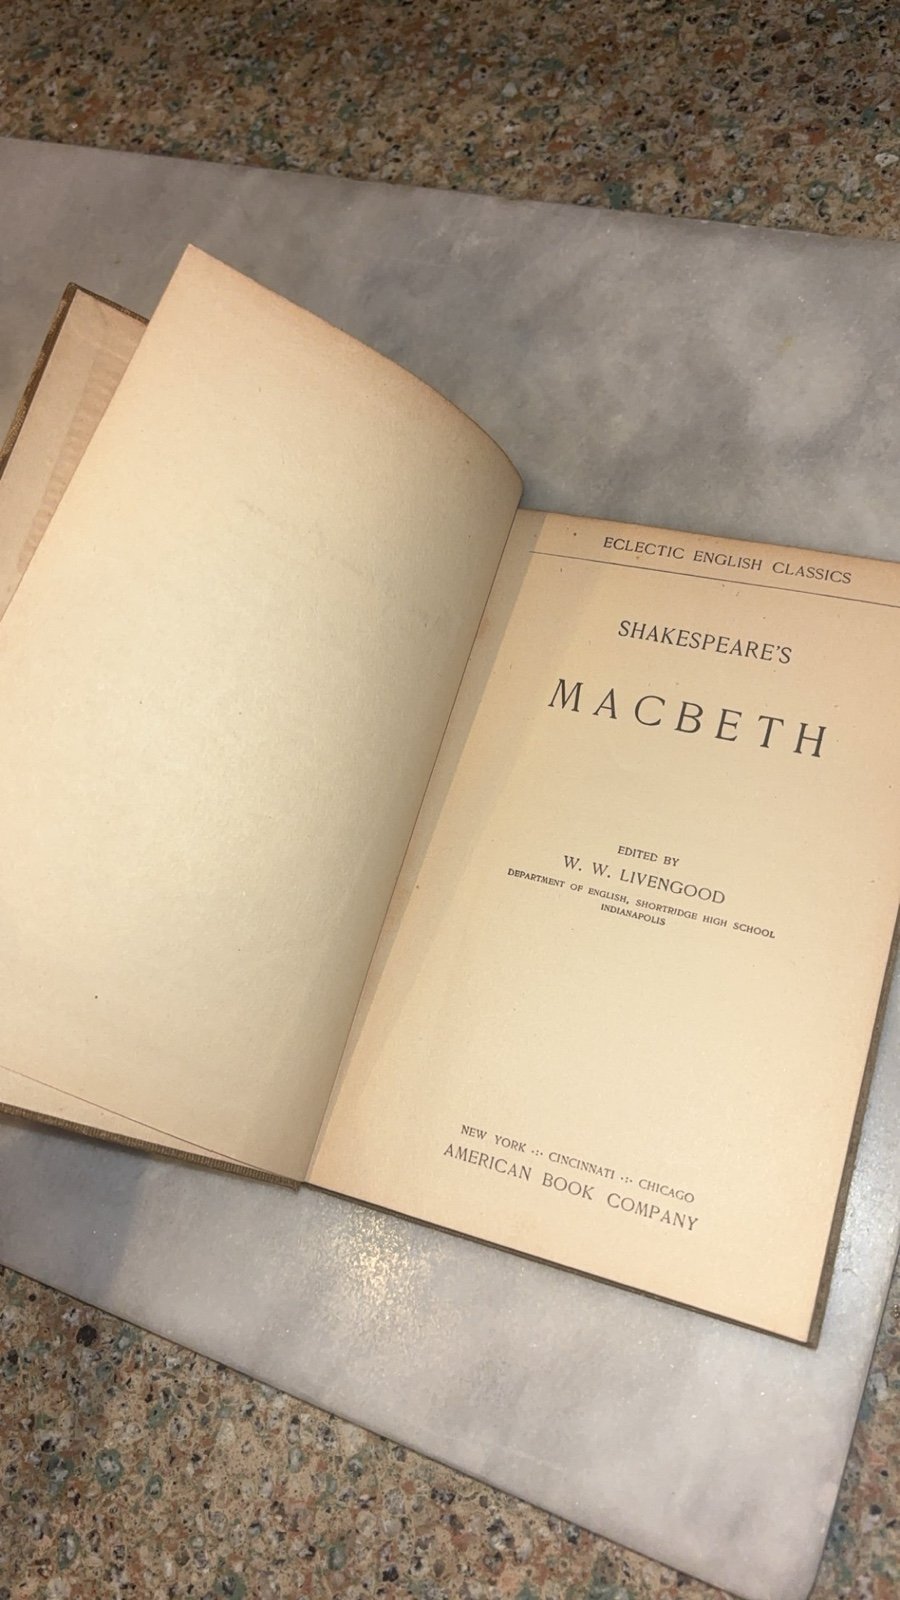 ECLECTIC ENGLISH CLASSICS
SHAKESPEARE'S
MACBETH
EDITED BY
W. W. LIVENGOOD
DEPARTMENT OF ENGLISH, SHORTRIDGE HIGH SCHOOL
INDIANAPOLIS
NEW YORK ·:· CINCINNATI ·:· CHICAGO
AMERICAN BOOK COMPANY